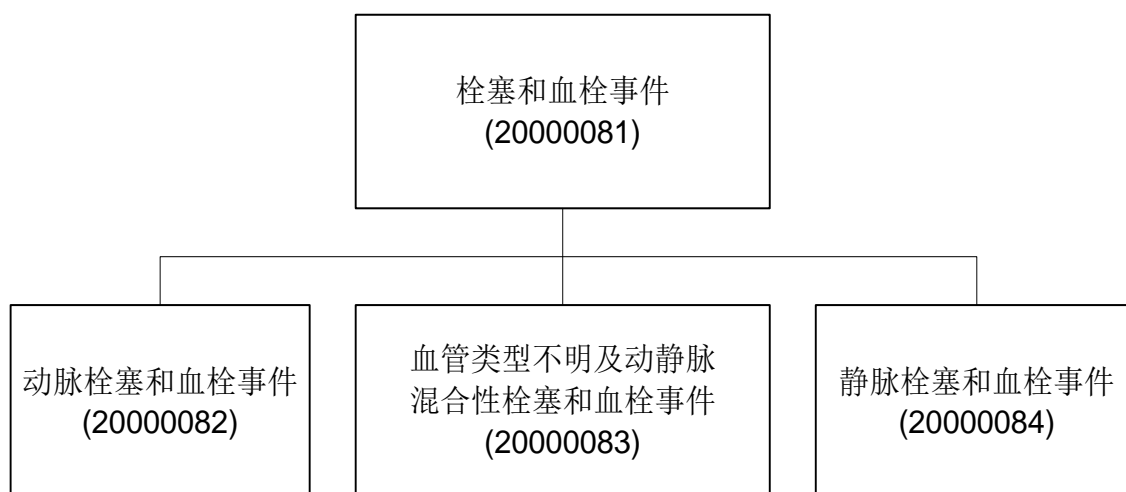 栓塞和血栓事件
(20000081)
动脉栓塞和血栓事件
(20000082)
血管类型不明及动静脉
混合性栓塞和血栓事件
(20000083)
静脉栓塞和血栓事件
(20000084)